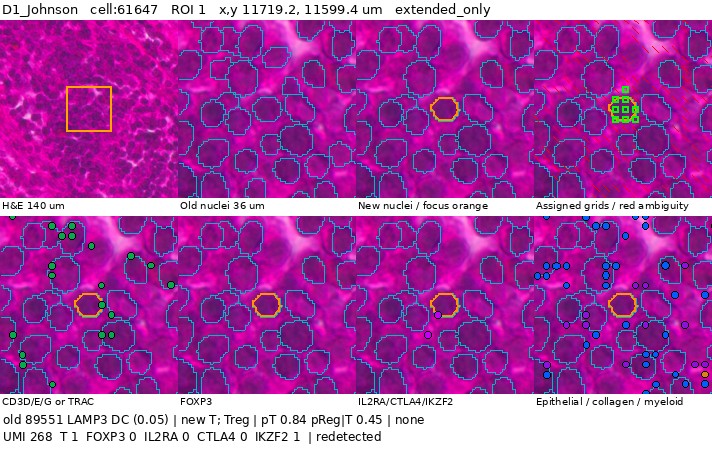 D1_Johnson   cell:61647   ROI 1   x,y 11719.2, 11599.4 um   extended_only
H&E 140 um
Old nuclei 36 um
New nuclei / focus orange
Assigned grids / red ambiguity
CD3D/E/G or TRAC
FOXP3
IL2RA/CTLA4/IKZF2
Epithelial / collagen / myeloid
old 89551 LAMP3 DC (0.05) | new T; Treg | pT 0.84 pReg|T 0.45 | none
UMI 268  T 1  FOXP3 0  IL2RA 0  CTLA4 0  IKZF2 1  | redetected